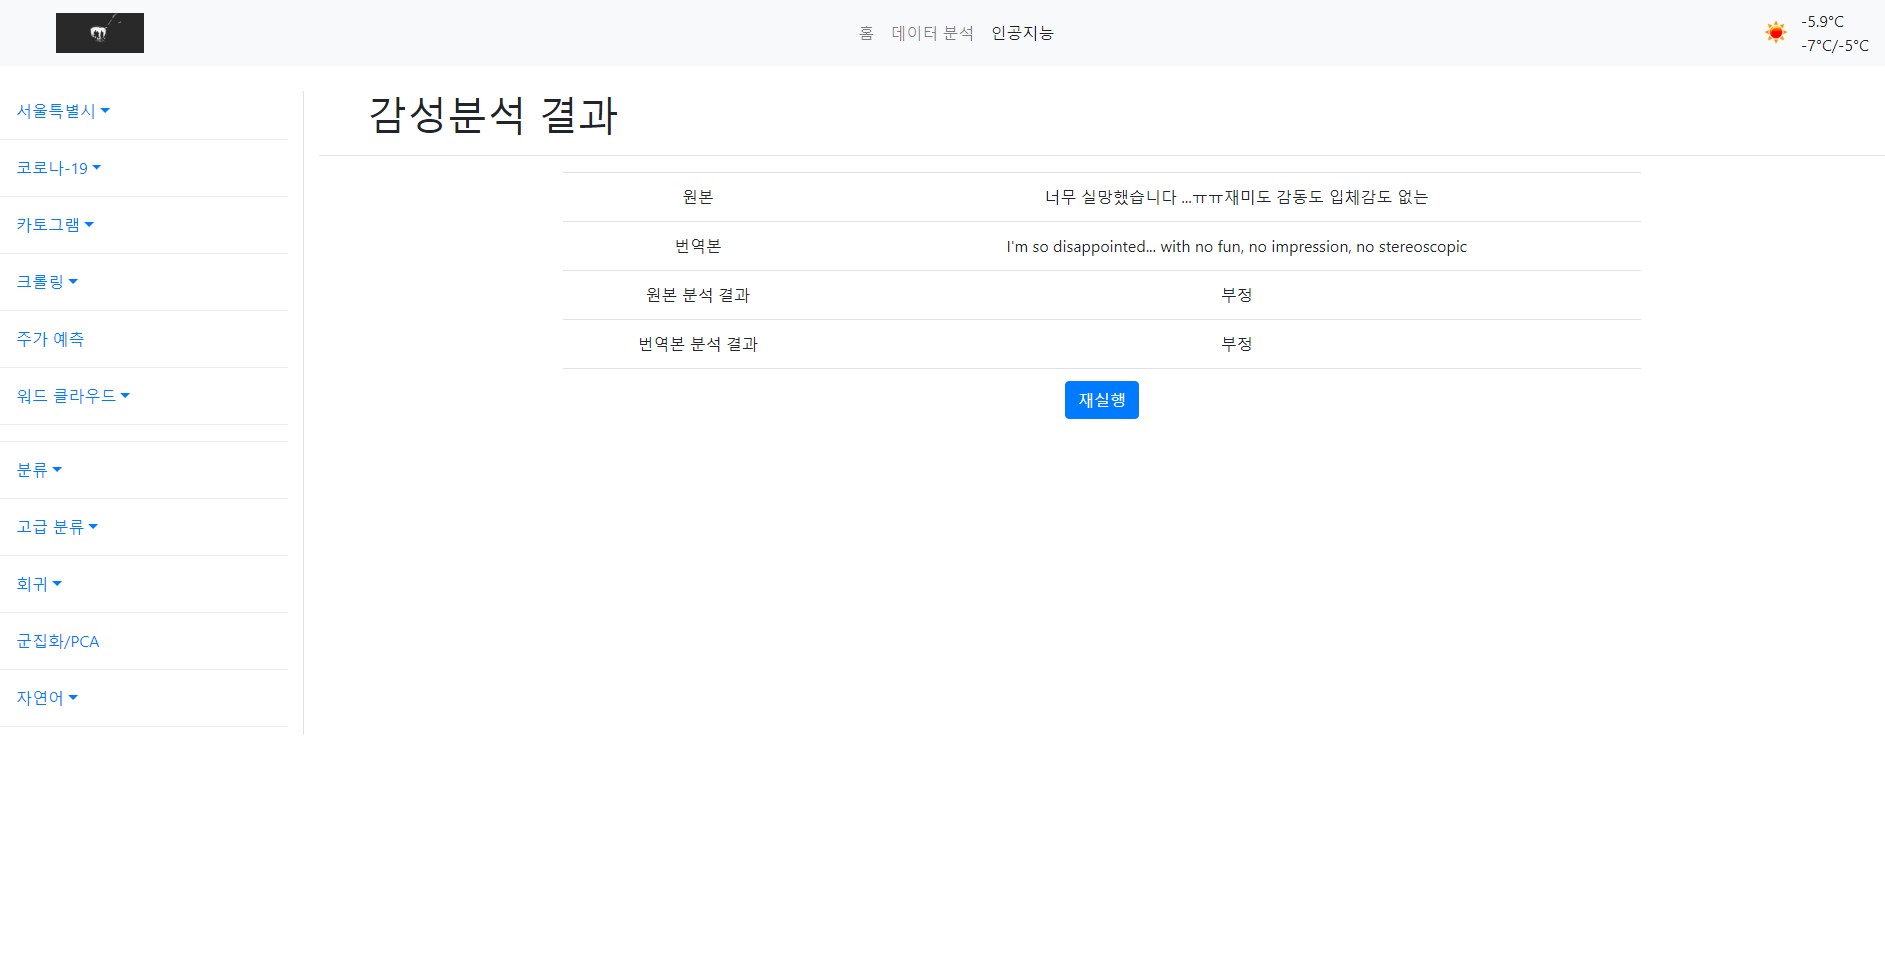 홈 데이터 분석 인공지능
-5.9°C
-7°C/-5°C
서울특별시
코로나-19
카토그램
크롤링
주가 예측
워드 클라우드
분류
고급 분류
회귀
군집화/PCA
자연어
감성분석 결과
원본 너무 실망했습니다 ...ㅠㅠ재미도 감동도 입체감도 없는
번역본 I'm so disappointed... with no fun, no impression, no stereoscopic
원본 분석 결과 부정
번역본 분석 결과 부정
재실행